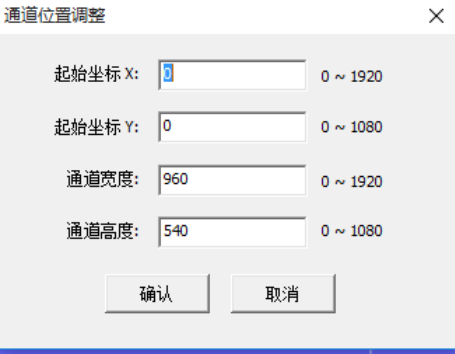 通道位置调整
起始坐标 X: 0 0 ~ 1920
起始坐标 Y: 0 0 ~ 1080
通道宽度: 960 0 ~ 1920
通道高度: 540 0 ~ 1080
确认 取消